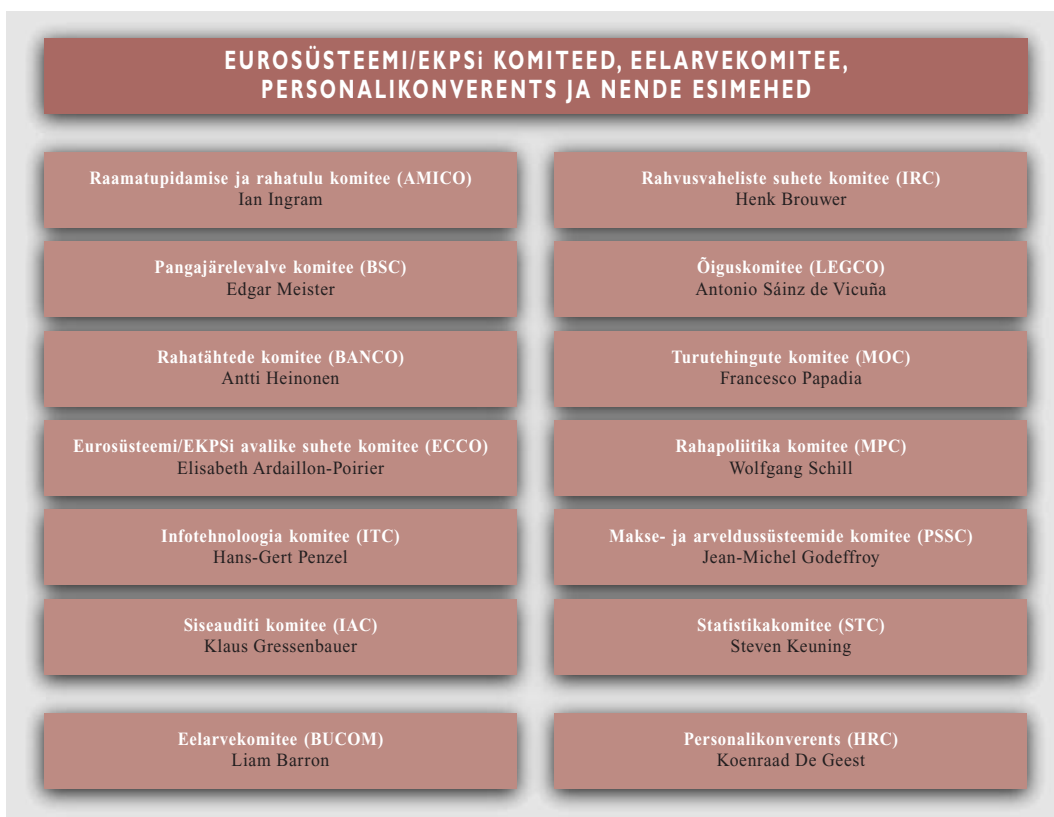 EUROSÜSTEEMI/EKPSi KOMITEED, EELARVEKOMITEE,
PERSONALIKONVERENTS JA NENDE ESIMEHED
Raamatupidamise ja rahatulu komitee (AMICO)
Ian Ingram
Rahvusvaheliste suhete komitee (IRC)
Henk Brouwer
Pangajärelevalve komitee (BSC)
Edgar Meister
Õiguskomitee (LEGCO)
Antonio Sáinz de Vicuña
Rahatähtede komitee (BANCO)
Antti Heinonen
Turutehingute komitee (MOC)
Francesco Papadia
Eurosüsteemi/EKPSi avalike suhete komitee (ECCO)
Elisabeth Ardaillon-Poirier
Rahapoliitika komitee (MPC)
Wolfgang Schill
Infotehnoloogia komitee (ITC)
Hans-Gert Penzel
Makse- ja arveldussüsteemide komitee (PSSC)
Jean-Michel Godeffroy
Siseauditi komitee (IAC)
Klaus Gressenbauer
Statistikakomitee (STC)
Steven Keuning
Eelarvekomitee (BUCOM)
Liam Barron
Personalikonverents (HRC)
Koenraad De Geest